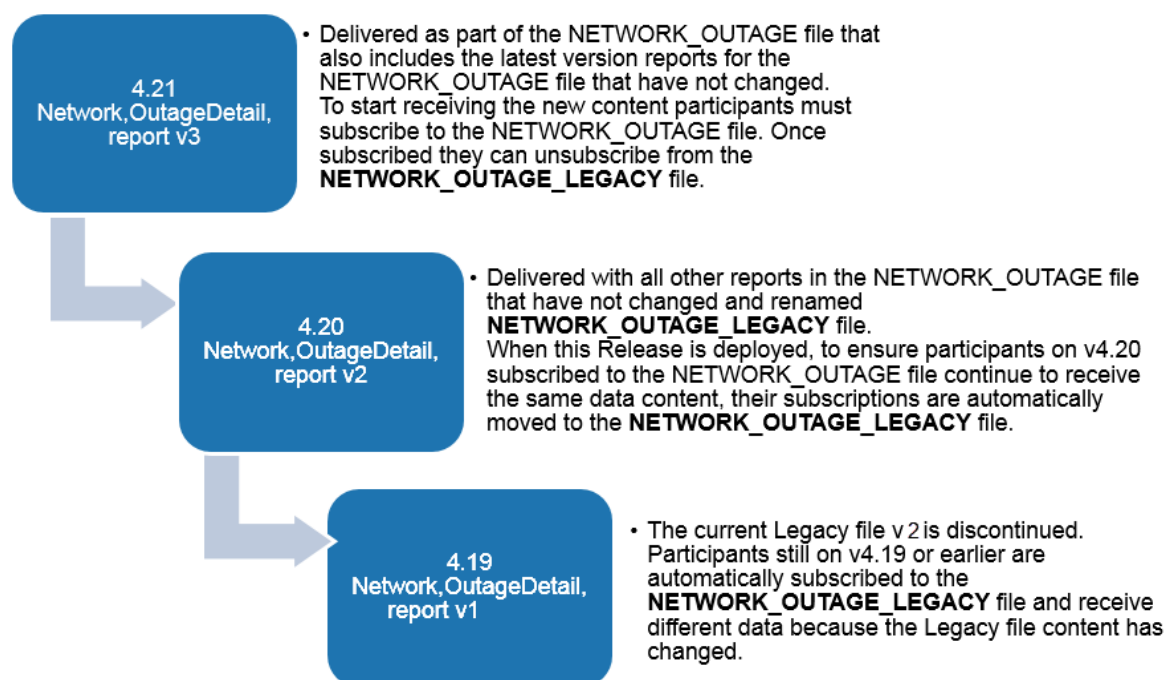 4.21
Network,OutageDetail,
report v3
• Delivered as part of the NETWORK_OUTAGE file that
also includes the latest version reports for the
NETWORK_OUTAGE file that have not changed.
To start receiving the new content participants must
subscribe to the NETWORK_OUTAGE file. Once
subscribed they can unsubscribe from the
NETWORK_OUTAGE_LEGACY file.
4.20
Network,OutageDetail,
report v2
• Delivered with all other reports in the NETWORK_OUTAGE file
that have not changed and renamed
NETWORK_OUTAGE_LEGACY file.
When this Release is deployed, to ensure participants on v4.20
subscribed to the NETWORK_OUTAGE file continue to receive
the same data content, their subscriptions are automatically
moved to the NETWORK_OUTAGE_LEGACY file.
4.19
Network,OutageDetail,
report v1
• The current Legacy file v2 is discontinued.
Participants still on v4.19 or earlier are
automatically subscribed to the
NETWORK_OUTAGE_LEGACY file and receive
different data because the Legacy file content has
changed.